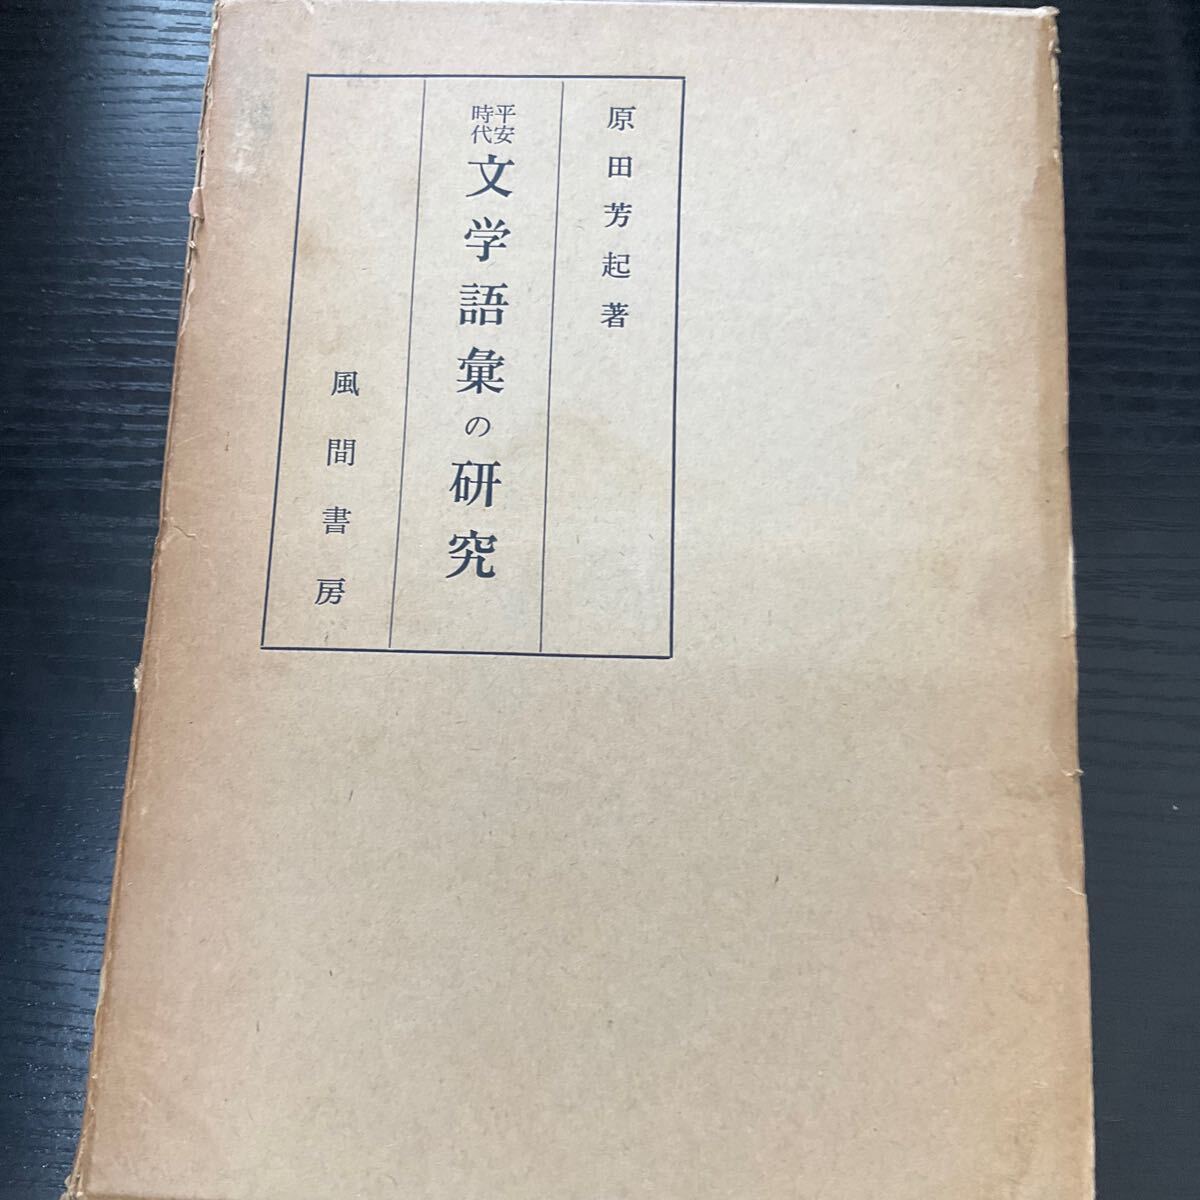 原田芳起著
平安時代文学語彙の研究
風間書房